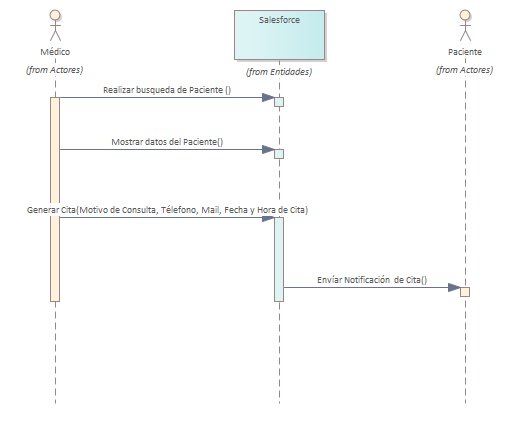 Salesforce
Médico
Paciente
(from Actores)
(from Entidades)
(from Actores)
Realizar busqueda de Paciente ()
Mostrar datos del Paciente()
Generar Cita(Motivo de Consulta, Télefono, Mail, Fecha y Hora de Cita)
Envíar Notificación de Cita()